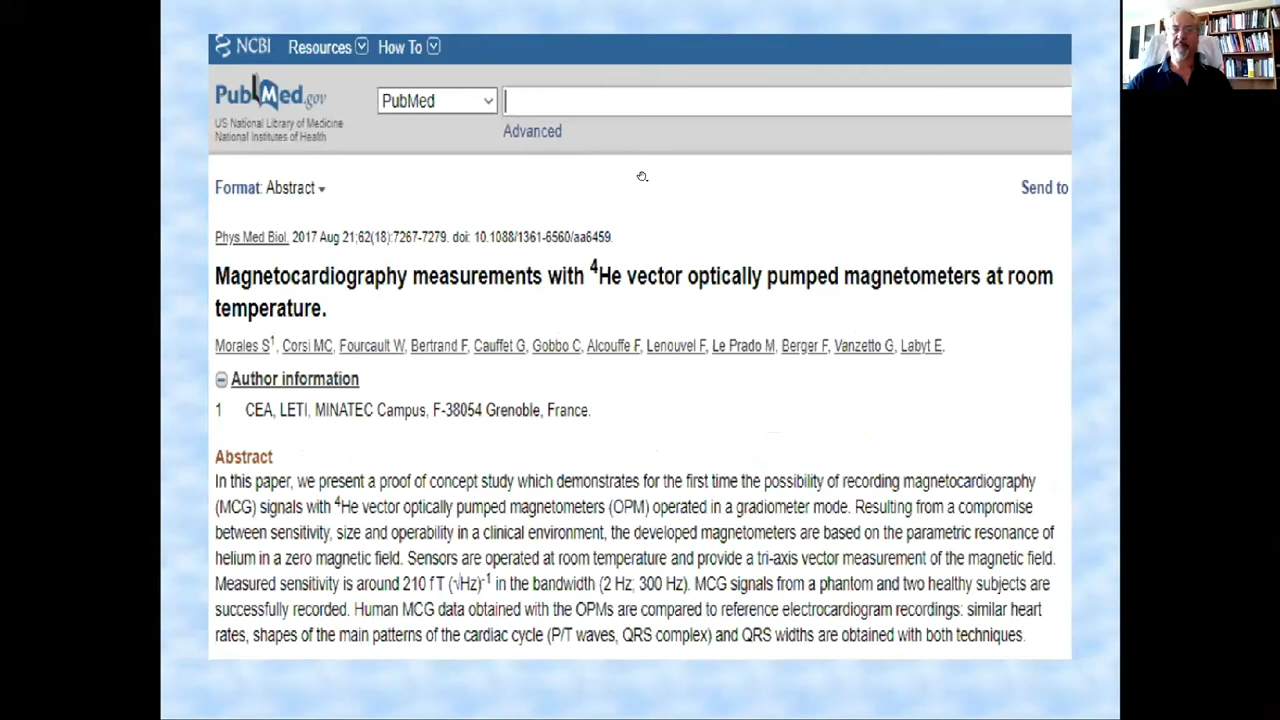 NCBI Resources How To
PubMed.gov
US National Library of Medicine
National Institutes of Health
PubMed
Advanced
Format: Abstract
Send to
Phys Med Biol. 2017 Aug 21;62(18):7267-7279. doi: 10.1088/1361-6560/aa6459.
Magnetocardiography measurements with ⁴He vector optically pumped magnetometers at room
temperature.
Morales S¹, Corsi MC, Fourcault W, Bertrand F, Cauffet G, Gobbo C, Alcouffe F, Lenouvel F, Le Prado M, Berger F, Vanzetto G, Labyt E.
Author information
1 CEA, LETI, MINATEC Campus, F-38054 Grenoble, France.
Abstract
In this paper, we present a proof of concept study which demonstrates for the first time the possibility of recording magnetocardiography
(MCG) signals with ⁴He vector optically pumped magnetometers (OPM) operated in a gradiometer mode. Resulting from a compromise
between sensitivity, size and operability in a clinical environment, the developed magnetometers are based on the parametric resonance of
helium in a zero magnetic field. Sensors are operated at room temperature and provide a tri-axis vector measurement of the magnetic field.
Measured sensitivity is around 210 f T (√Hz)⁻¹ in the bandwidth (2 Hz; 300 Hz). MCG signals from a phantom and two healthy subjects are
successfully recorded. Human MCG data obtained with the OPMs are compared to reference electrocardiogram recordings: similar heart
rates, shapes of the main patterns of the cardiac cycle (P/T waves, QRS complex) and QRS widths are obtained with both techniques.